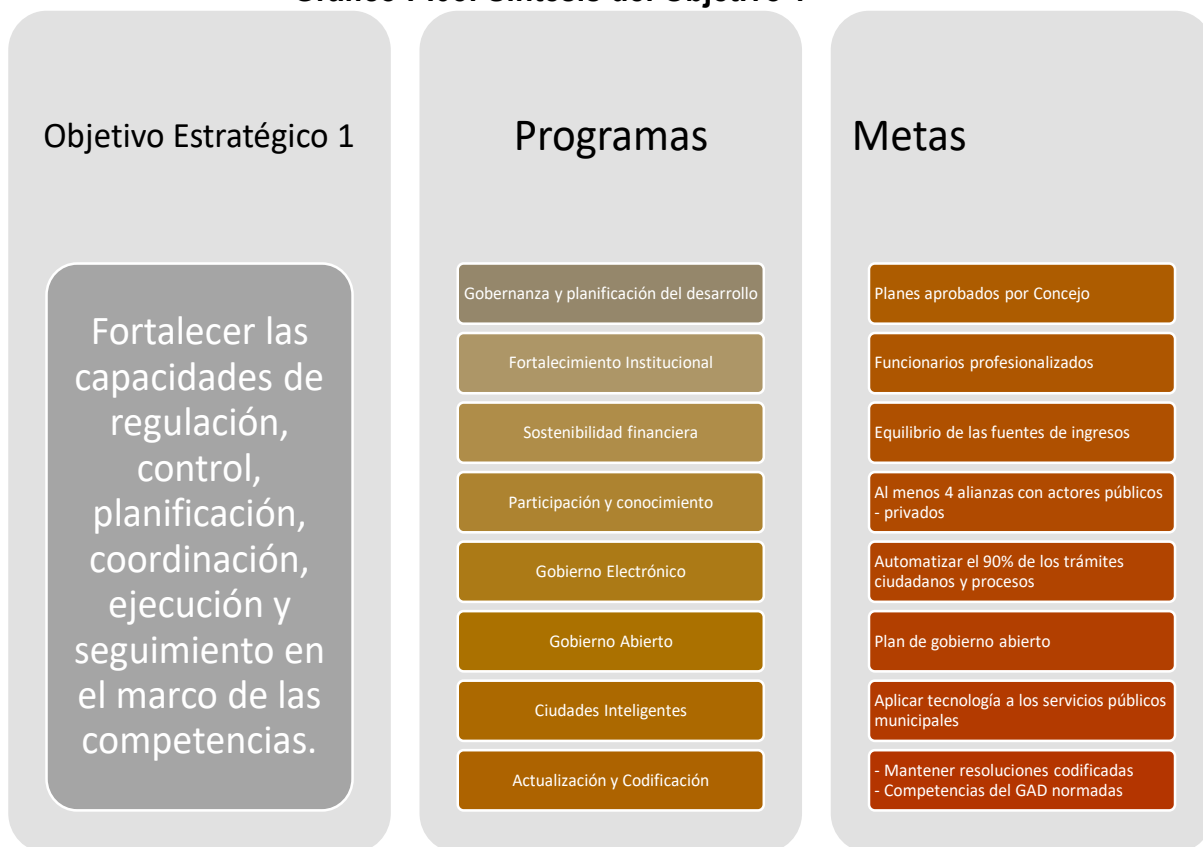 Objetivo Estratégico 1
Fortalecer las
capacidades de
regulación,
control,
planificación,
coordinación,
ejecución y
seguimiento en
el marco de las
competencias.
Programas
Gobernanza y planificación del desarrollo
Fortalecimiento Institucional
Sostenibilidad financiera
Participación y conocimiento
Gobierno Electrónico
Gobierno Abierto
Ciudades Inteligentes
Actualización y Codificación
Metas
Planes aprobados por Concejo
Funcionarios profesionalizados
Equilibrio de las fuentes de ingresos
Al menos 4 alianzas con actores públicos
- privados
Automatizar el 90% de los trámites
ciudadanos y procesos
Plan de gobierno abierto
Aplicar tecnología a los servicios públicos
municipales
- Mantener resoluciones codificadas
- Competencias del GAD normadas